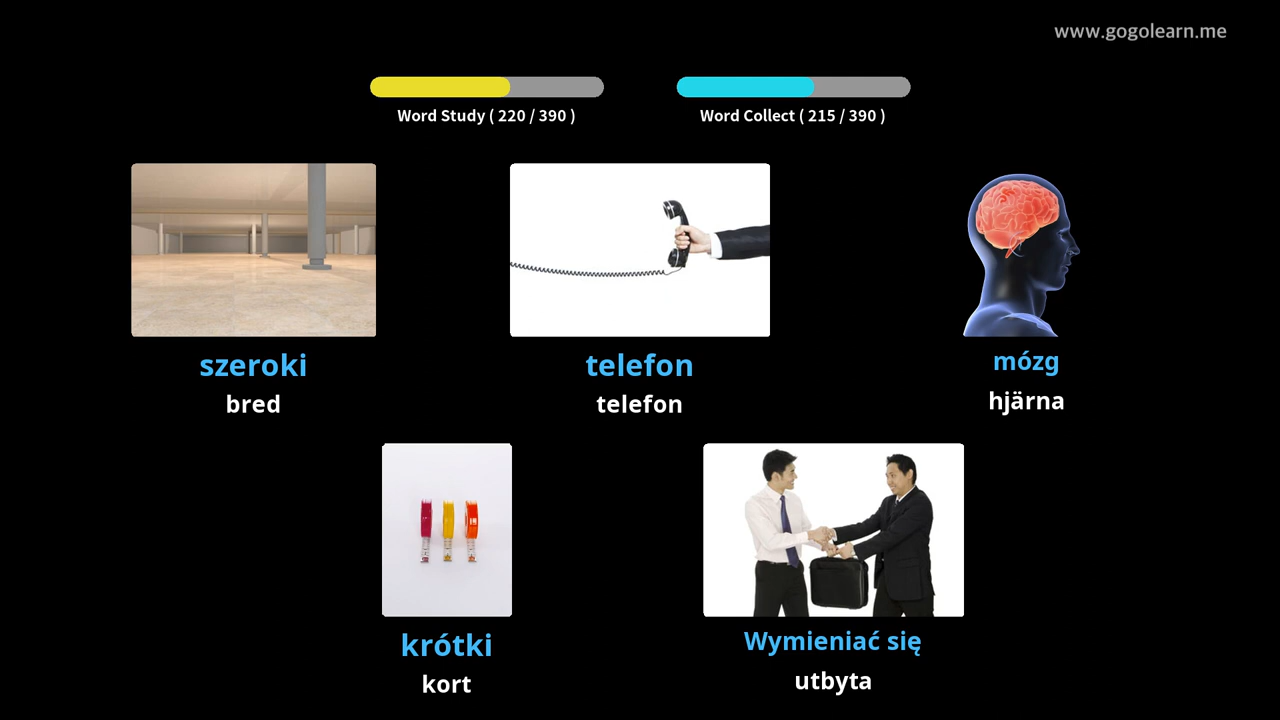 www.gogolearn.me
Word Study ( 220 / 390 )
Word Collect ( 215 / 390 )
szeroki
bred
telefon
telefon
mózg
hjärna
krótki
kort
Wymieniać się
utbyta